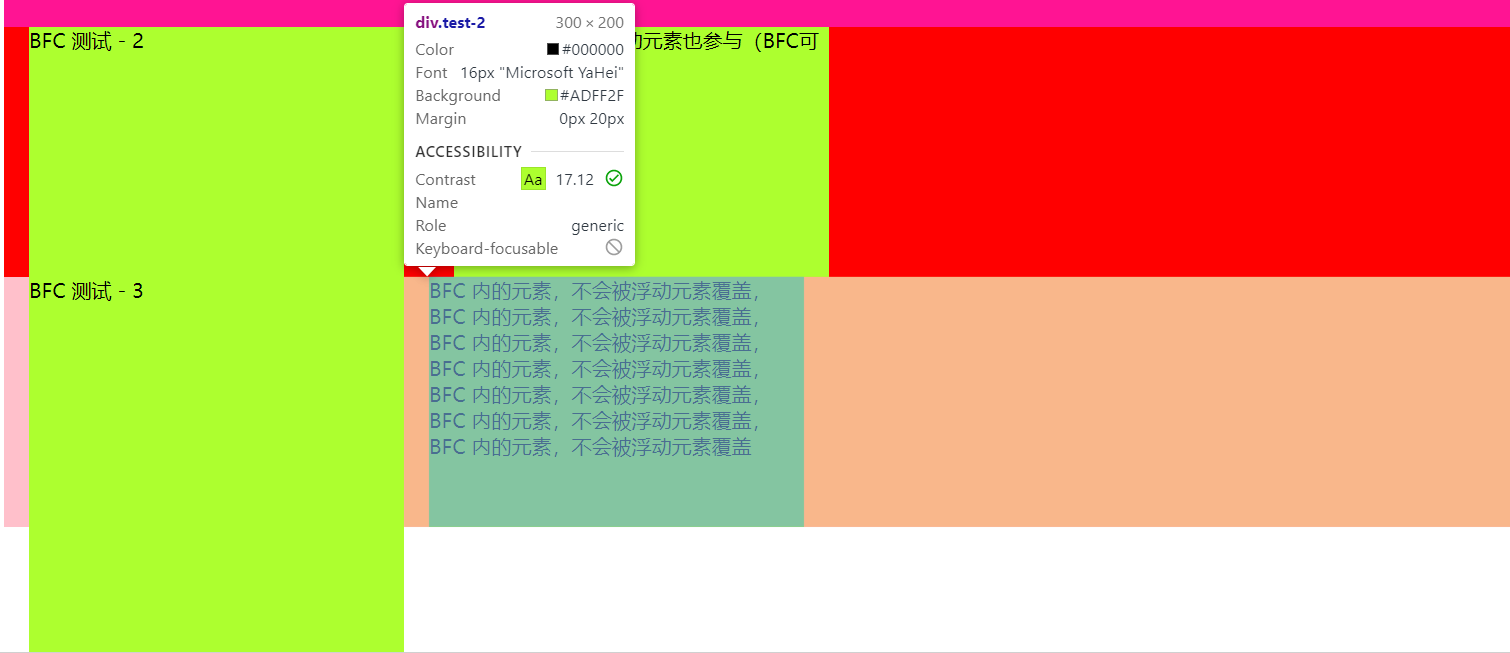 BFC 测试 - 2
动元素也参与（BFC可
div.test-2 300 × 200
Color #000000
Font 16px "Microsoft YaHei"
Background #ADFF2F
Margin 0px 20px
ACCESSIBILITY
Contrast Aa 17.12
Name
Role generic
Keyboard-focusable
BFC 测试 - 3
BFC 内的元素，不会被浮动元素覆盖，
BFC 内的元素，不会被浮动元素覆盖，
BFC 内的元素，不会被浮动元素覆盖，
BFC 内的元素，不会被浮动元素覆盖，
BFC 内的元素，不会被浮动元素覆盖，
BFC 内的元素，不会被浮动元素覆盖，
BFC 内的元素，不会被浮动元素覆盖